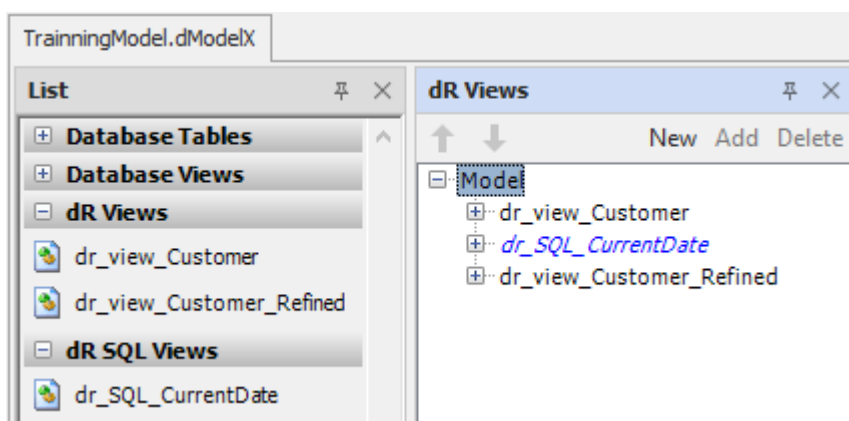 TrainningModel.dModelX
List
Database Tables
Database Views
dR Views
dr_view_Customer
dr_view_Customer_Refined
dR SQL Views
dr_SQL_CurrentDate
dR Views
New Add Delete
Model
dr_view_Customer
dr_SQL_CurrentDate
dr_view_Customer_Refined